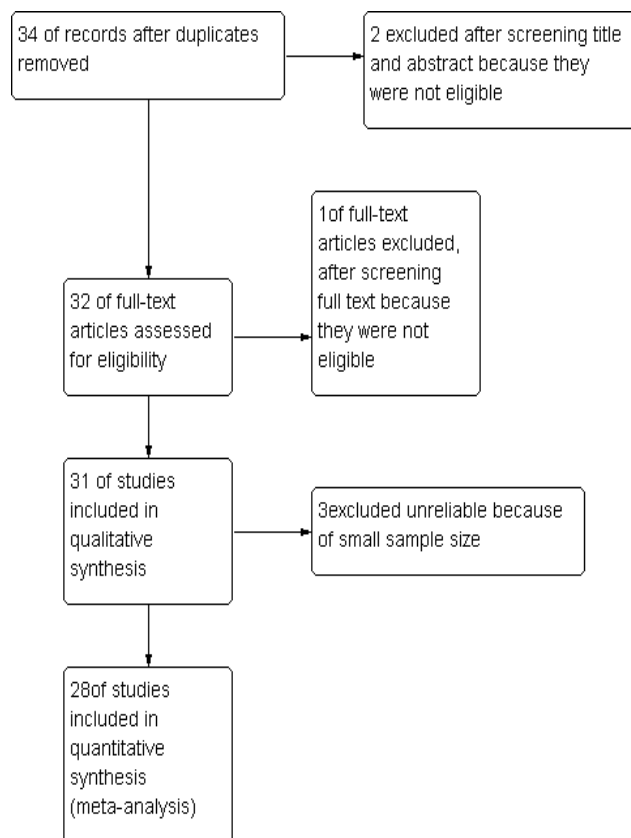 34 of records after duplicates
removed
2 excluded after screening title
and abstract because they
were not eligible
1of full-text
articles excluded,
after screening
full text because
they were not
eligible
32 of full-text
articles assessed
for eligibility
31 of studies
included in
qualitative
synthesis
3excluded unreliable because
of small sample size
28of studies
included in
quantitative
synthesis
(meta-analysis)